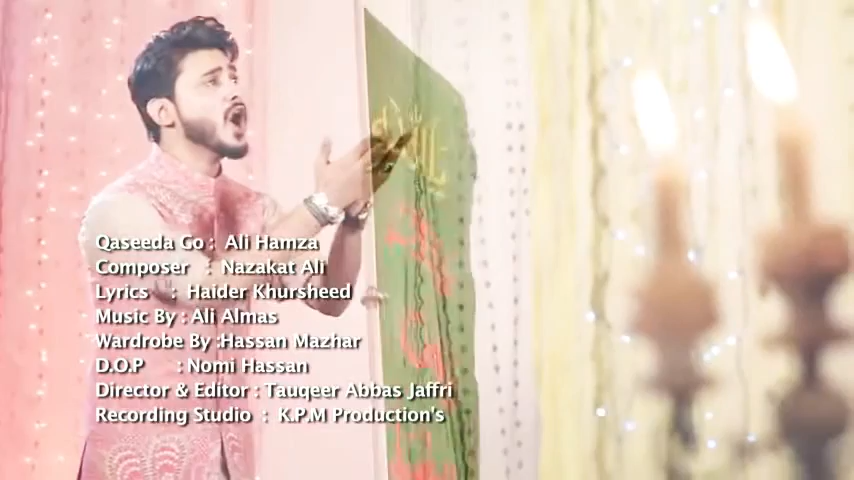 Qaseeda Go : Ali Hamza
Composer : Nazakat Ali
Lyrics : Haider Khursheed
Music By : Ali Almas
Wardrobe By :Hassan Mazhar
D.O.P : Nomi Hassan
Director & Editor : Tauqeer Abbas Jaffri
Recording Studio : K.P.M Production's